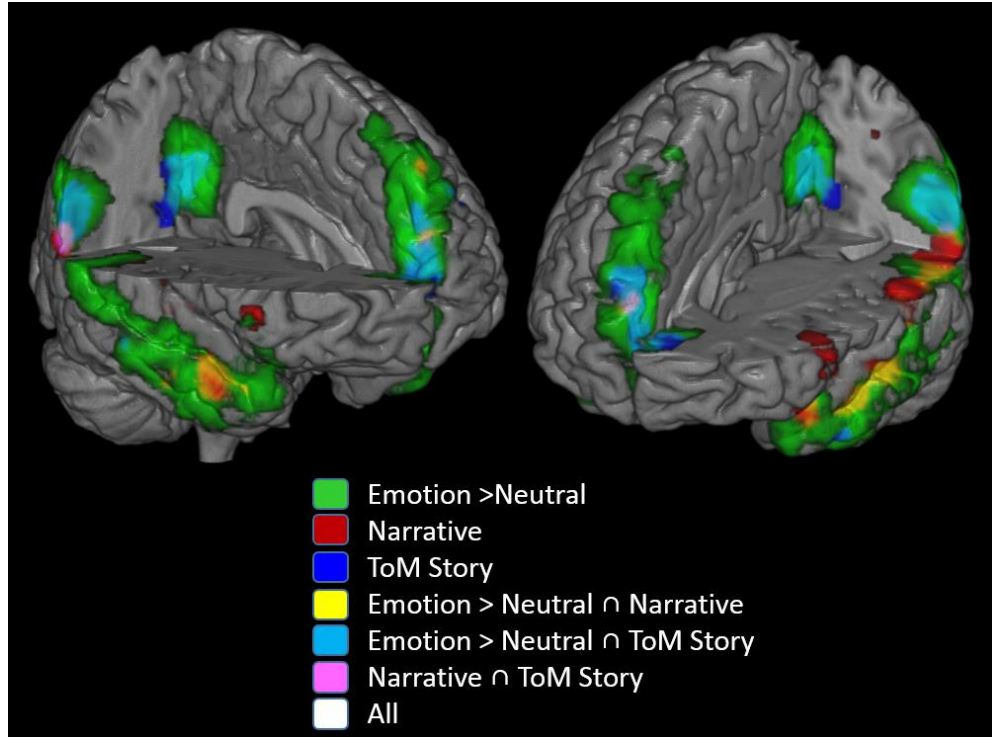 Emotion >Neutral
Narrative
ToM Story
Emotion > Neutral ∩ Narrative
Emotion > Neutral ∩ ToM Story
Narrative ∩ ToM Story
All